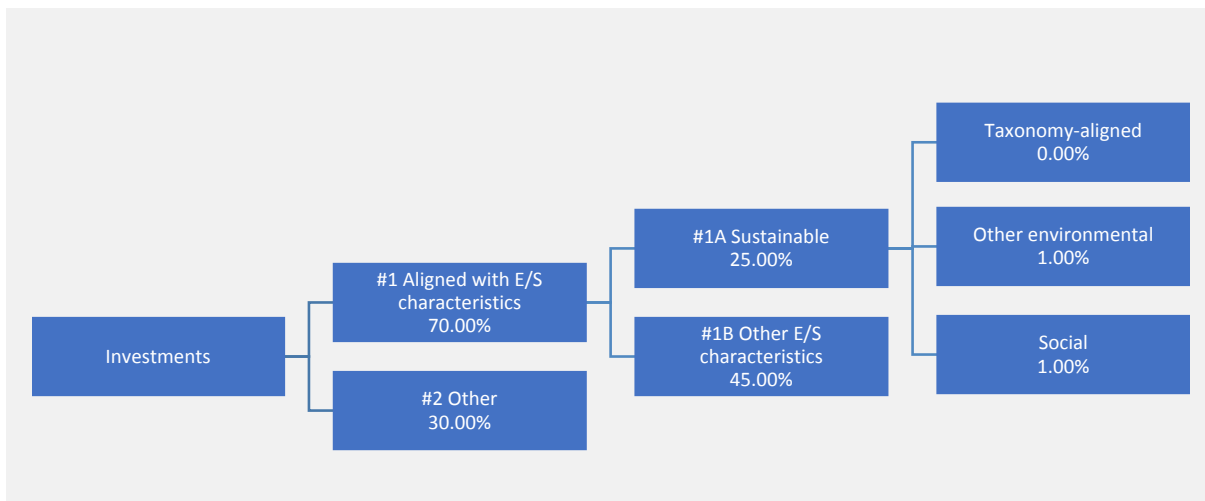 Investments
#1 Aligned with E/S
characteristics
70.00%
#2 Other
30.00%
#1A Sustainable
25.00%
#1B Other E/S
characteristics
45.00%
Taxonomy-aligned
0.00%
Other environmental
1.00%
Social
1.00%